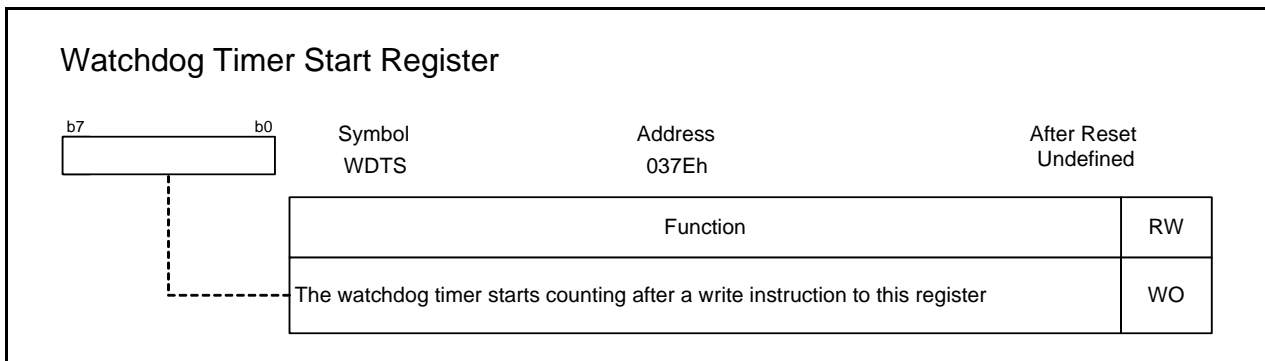 Watchdog Timer Start Register
b7 b0
Symbol Address After Reset
WDTS 037Eh Undefined
Function RW
The watchdog timer starts counting after a write instruction to this register WO